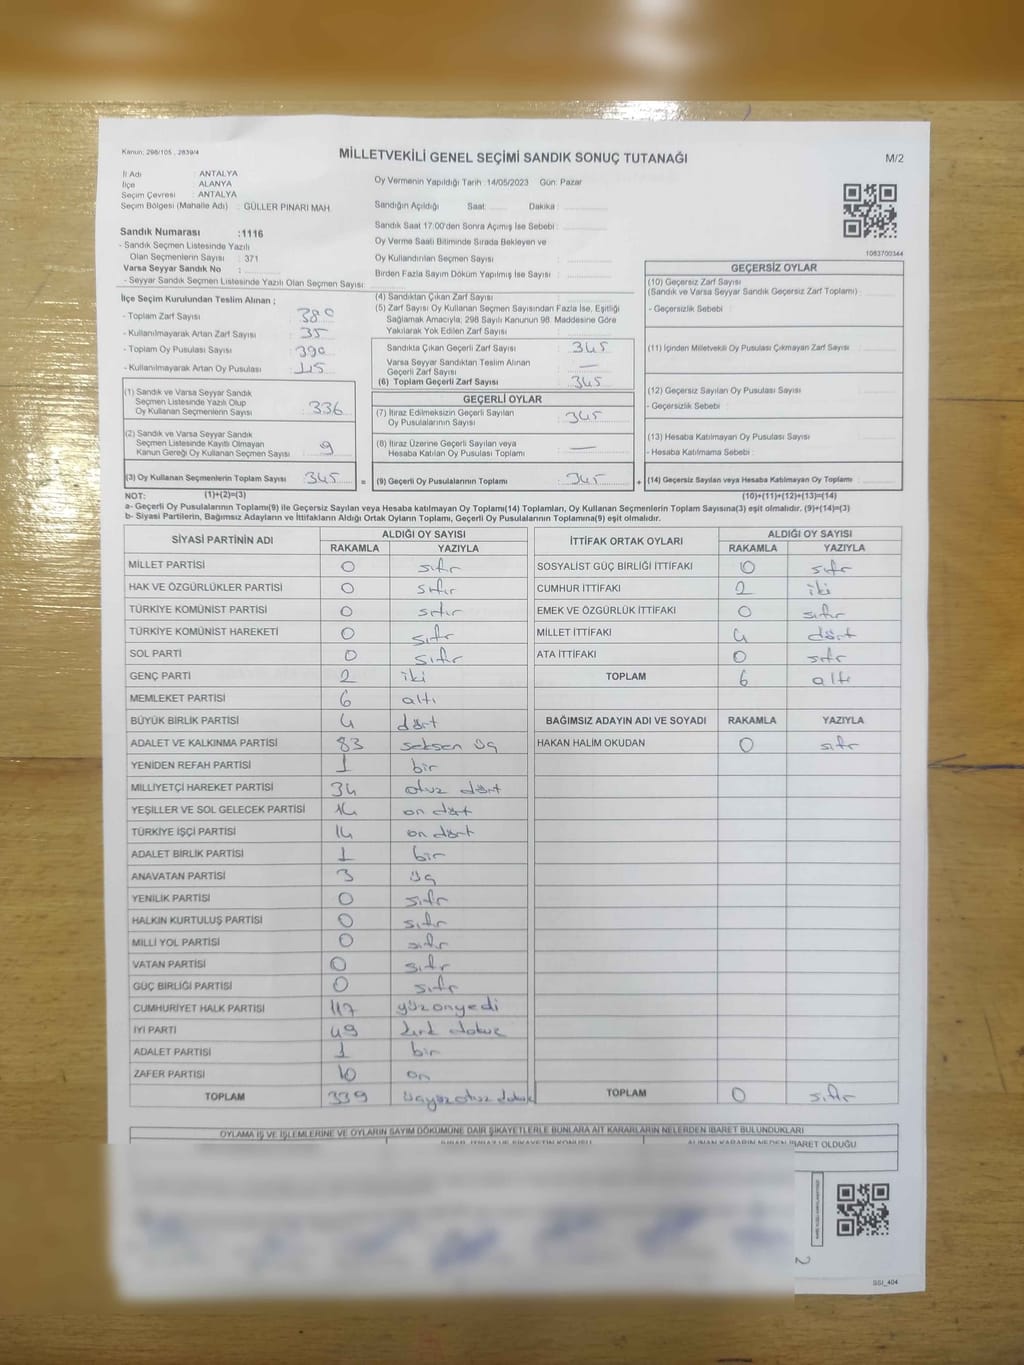 Kanun: 298/105 , 2839/4
MİLLETVEKİLİ GENEL SEÇİMİ SANDIK SONUÇ TUTANAĞI
M/2
İl Adı : ANTALYA
İlçe : ALANYA
Seçim Çevresi : ANTALYA
Seçim Bölgesi (Mahalle Adı) : GÜLLER PINARI MAH.
Oy Vermenin Yapıldığı Tarih :14/05/2023 Gün: Pazar
Sandığın Açıldığı Saat: Dakika :
Sandık Saat 17:00'den Sonra Açılmış İse Sebebi :
Oy Verme Saati Bitiminde Sırada Bekleyen ve
Oy Kullandırılan Seçmen Sayısı :
Birden Fazla Sayım Döküm Yapılmış İse Sayısı :
1083700344
Sandık Numarası :1116
- Sandık Seçmen Listesinde Yazılı
Olan Seçmenlerin Sayısı : 371
Varsa Seyyar Sandık No :
- Seyyar Sandık Seçmen Listesinde Yazılı Olan Seçmen Sayısı:
İlçe Seçim Kurulundan Teslim Alınan ;
- Toplam Zarf Sayısı : 380
- Kullanılmayarak Artan Zarf Sayısı : 35
- Toplam Oy Pusulası Sayısı : 390
- Kullanılmayarak Artan Oy Pusulası : 45
(1) Sandık ve Varsa Seyyar Sandık
Seçmen Listesinde Yazılı Olup
Oy Kullanan Seçmenlerin Sayısı : 336
(2) Sandık ve Varsa Seyyar Sandık
Seçmen Listesinde Kayıtlı Olmayan
Kanun Gereği Oy Kullanan Seçmen Sayısı : 9
(3) Oy Kullanan Seçmenlerin Toplam Sayısı : 345 =
(4) Sandıktan Çıkan Zarf Sayısı :
(5) Zarf Sayısı Oy Kullanan Seçmen Sayısından Fazla İse, Eşitliği
Sağlamak Amacıyla, 298 Sayılı Kanunun 98. Maddesine Göre
Yakılarak Yok Edilen Zarf Sayısı :
Sandıkta Çıkan Geçerli Zarf Sayısı : 345
Varsa Seyyar Sandıktan Teslim Alınan
Geçerli Zarf Sayısı : —
(6) Toplam Geçerli Zarf Sayısı : 345
GEÇERLİ OYLAR
(7) İtiraz Edilmeksizin Geçerli Sayılan
Oy Pusulalarının Sayısı : 345
(8) İtiraz Üzerine Geçerli Sayılan veya
Hesaba Katılan Oy Pusulası Toplamı : —
(9) Geçerli Oy Pusulalarının Toplamı : 345 +
GEÇERSİZ OYLAR
(10) Geçersiz Zarf Sayısı
(Sandık ve Varsa Seyyar Sandık Geçersiz Zarf Toplamı) :
- Geçersizlik Sebebi :
(11) İçinden Milletvekili Oy Pusulası Çıkmayan Zarf Sayısı :
(12) Geçersiz Sayılan Oy Pusulası Sayısı :
- Geçersizlik Sebebi :
(13) Hesaba Katılmayan Oy Pusulası Sayısı :
- Hesaba Katılmama Sebebi :
(14) Geçersiz Sayılan veya Hesaba Katılmayan Oy Toplamı :
NOT: (1)+(2)=(3) (10)+(11)+(12)+(13)=(14)
a- Geçerli Oy Pusulalarının Toplamı(9) ile Geçersiz Sayılan veya Hesaba katılmayan Oy Toplamı(14) Toplamları, Oy Kullanan Seçmenlerin Toplam Sayısına(3) eşit olmalıdır. (9)+(14)=(3)
b- Siyasi Partilerin, Bağımsız Adayların ve İttifakların Aldığı Ortak Oyların Toplamı, Geçerli Oy Pusulalarının Toplamına(9) eşit olmalıdır.
SİYASİ PARTİNİN ADI ALDIĞI OY SAYISI
RAKAMLA YAZIYLA
MİLLET PARTİSİ 0 sıfır
HAK VE ÖZGÜRLÜKLER PARTİSİ 0 sıfır
TÜRKİYE KOMÜNİST PARTİSİ 0 sıfır
TÜRKİYE KOMÜNİST HAREKETİ 0 sıfır
SOL PARTİ 0 sıfır
GENÇ PARTİ 2 iki
MEMLEKET PARTİSİ 6 altı
BÜYÜK BİRLİK PARTİSİ 4 dört
ADALET VE KALKINMA PARTİSİ 83 seksen üç
YENİDEN REFAH PARTİSİ 1 bir
MİLLİYETÇİ HAREKET PARTİSİ 34 otuz dört
YEŞİLLER VE SOL GELECEK PARTİSİ 14 on dört
TÜRKİYE İŞÇİ PARTİSİ 14 on dört
ADALET BİRLİK PARTİSİ 1 bir
ANAVATAN PARTİSİ 3 üç
YENİLİK PARTİSİ 0 sıfır
HALKIN KURTULUŞ PARTİSİ 0 sıfır
MİLLİ YOL PARTİSİ 0 sıfır
VATAN PARTİSİ 0 sıfır
GÜÇ BİRLİĞİ PARTİSİ 0 sıfır
CUMHURİYET HALK PARTİSİ 117 yüzonyedi
İYİ PARTİ 49 kırk dokuz
ADALET PARTİSİ 1 bir
ZAFER PARTİSİ 10 on
TOPLAM 339 üçyüzotuz dokuz
İTTİFAK ORTAK OYLARI ALDIĞI OY SAYISI
RAKAMLA YAZIYLA
SOSYALİST GÜÇ BİRLİĞİ İTTİFAKI 0 sıfır
CUMHUR İTTİFAKI 2 iki
EMEK VE ÖZGÜRLÜK İTTİFAKI 0 sıfır
MİLLET İTTİFAKI 4 dört
ATA İTTİFAKI 0 sıfır
TOPLAM 6 altı
BAĞIMSIZ ADAYIN ADI VE SOYADI RAKAMLA YAZIYLA
HAKAN HALİM OKUDAN 0 sıfır
TOPLAM 0 sıfır
OYLAMA İŞ VE İŞLEMLERİNE VE OYLARIN SAYIM DÖKÜMÜNE DAİR ŞİKAYETLERLE BUNLARA AİT KARARLARIN NELERDEN İBARET BULUNDUKLARI
ALINAN KARARIN NEDEN İBARET OLDUĞU
2
SSI_404